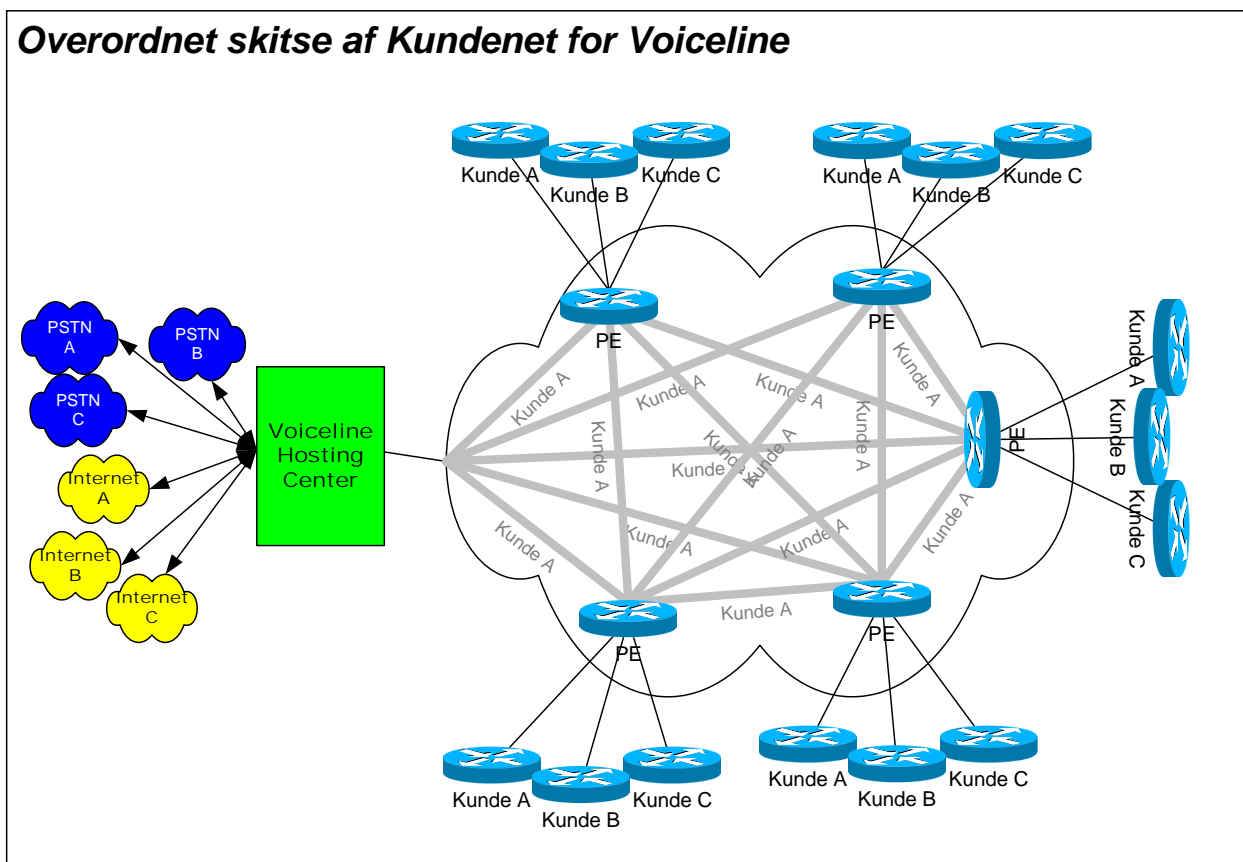 Overordnet skitse af Kundenet for Voiceline
Kunde A
Kunde B
Kunde C
Kunde A
Kunde B
Kunde C
PE
PE
PSTN
A
PSTN
B
PSTN
C
Internet
A
Internet
B
Internet
C
Voiceline
Hosting
Center
Kunde A
Kunde A
Kunde A
Kunde A
Kunde A
Kunde A
Kunde A
Kunde A
Kunde
Kunde A
Kunde A
Kunde A
Kunde A
Kunde A
Kunde A
PE
Kunde A
Kunde B
Kunde C
PE
PE
Kunde A
Kunde B
Kunde C
Kunde A
Kunde B
Kunde C